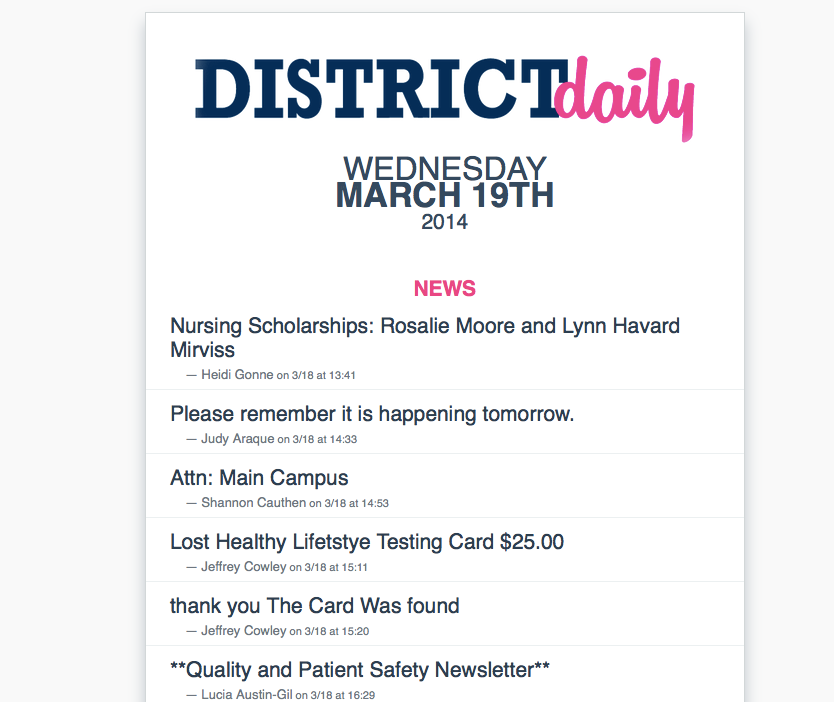 DISTRICTdaily
WEDNESDAY
MARCH 19TH
2014
NEWS
Nursing Scholarships: Rosalie Moore and Lynn Havard
Mirviss
— Heidi Gonne on 3/18 at 13:41
Please remember it is happening tomorrow.
— Judy Araque on 3/18 at 14:33
Attn: Main Campus
— Shannon Cauthen on 3/18 at 14:53
Lost Healthy Lifetstye Testing Card $25.00
— Jeffrey Cowley on 3/18 at 15:11
thank you The Card Was found
— Jeffrey Cowley on 3/18 at 15:20
**Quality and Patient Safety Newsletter**
— Lucia Austin-Gil on 3/18 at 16:29